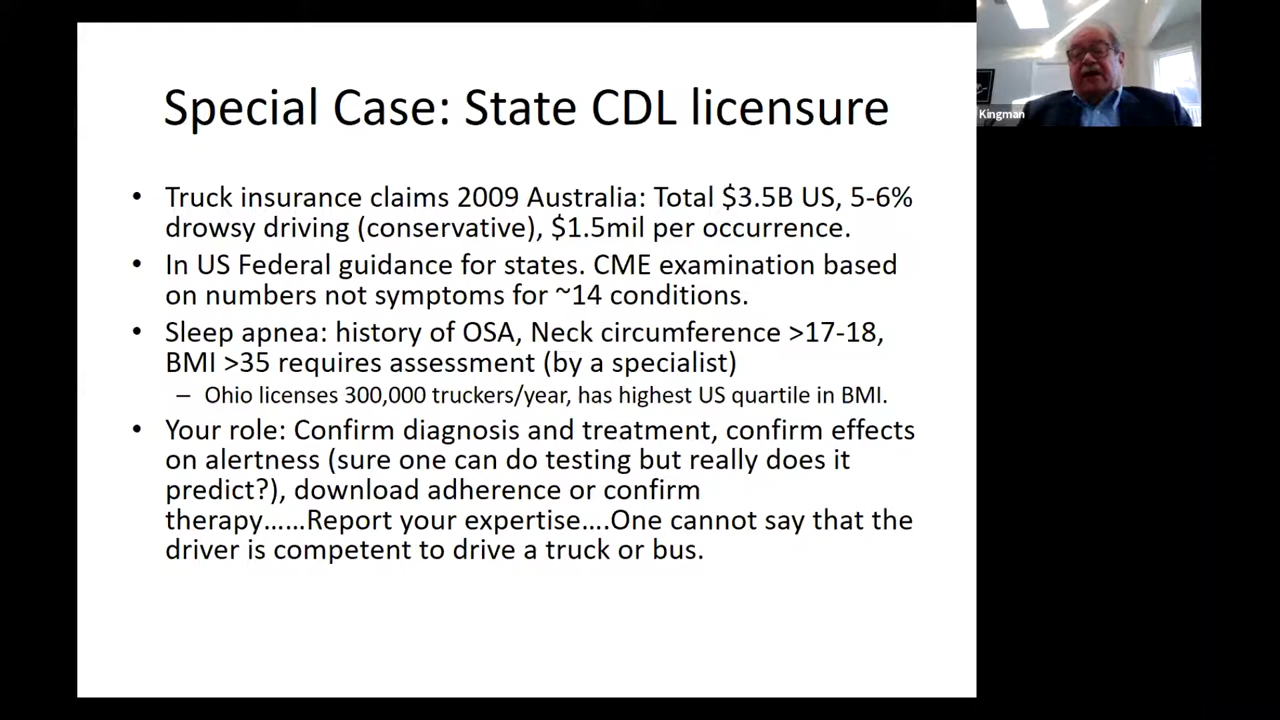 Special Case: State CDL licensure
• Truck insurance claims 2009 Australia: Total $3.5B US, 5-6%
drowsy driving (conservative), $1.5mil per occurrence.
• In US Federal guidance for states. CME examination based
on numbers not symptoms for ~14 conditions.
• Sleep apnea: history of OSA, Neck circumference >17-18,
BMI >35 requires assessment (by a specialist)
– Ohio licenses 300,000 truckers/year, has highest US quartile in BMI.
• Your role: Confirm diagnosis and treatment, confirm effects
on alertness (sure one can do testing but really does it
predict?), download adherence or confirm
therapy……Report your expertise….One cannot say that the
driver is competent to drive a truck or bus.
Kingman